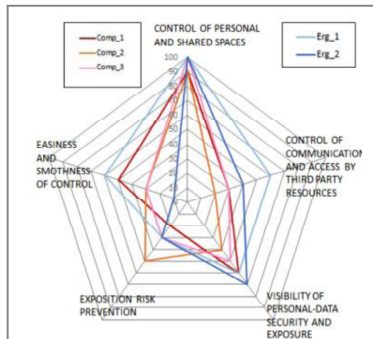 CONTROL OF PERSONAL
AND SHARED SPACES
Comp_1
Comp_2
Comp_3
Erg_1
Erg_2
100
90
80
70
60
50
40
30
20
10
0
EASINESS
AND
SMOTHNESS
OF CONTROL
CONTROL OF
COMMUNICATION
AND ACCESS BY
THIRD PARTY
RESOURCES
EXPOSITION RISK
PREVENTION
VISIBILITY OF
PERSONAL-DATA
SECURITY AND
EXPOSURE